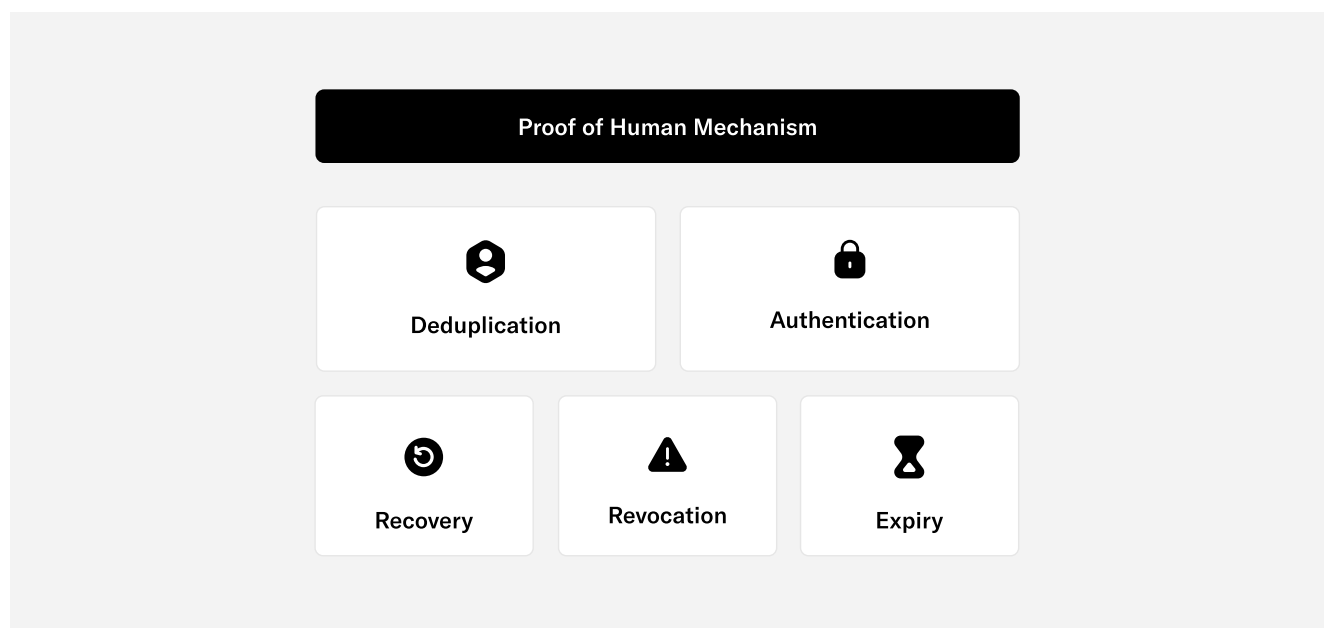 Proof of Human Mechanism
Deduplication
Authentication
Recovery
Revocation
Expiry